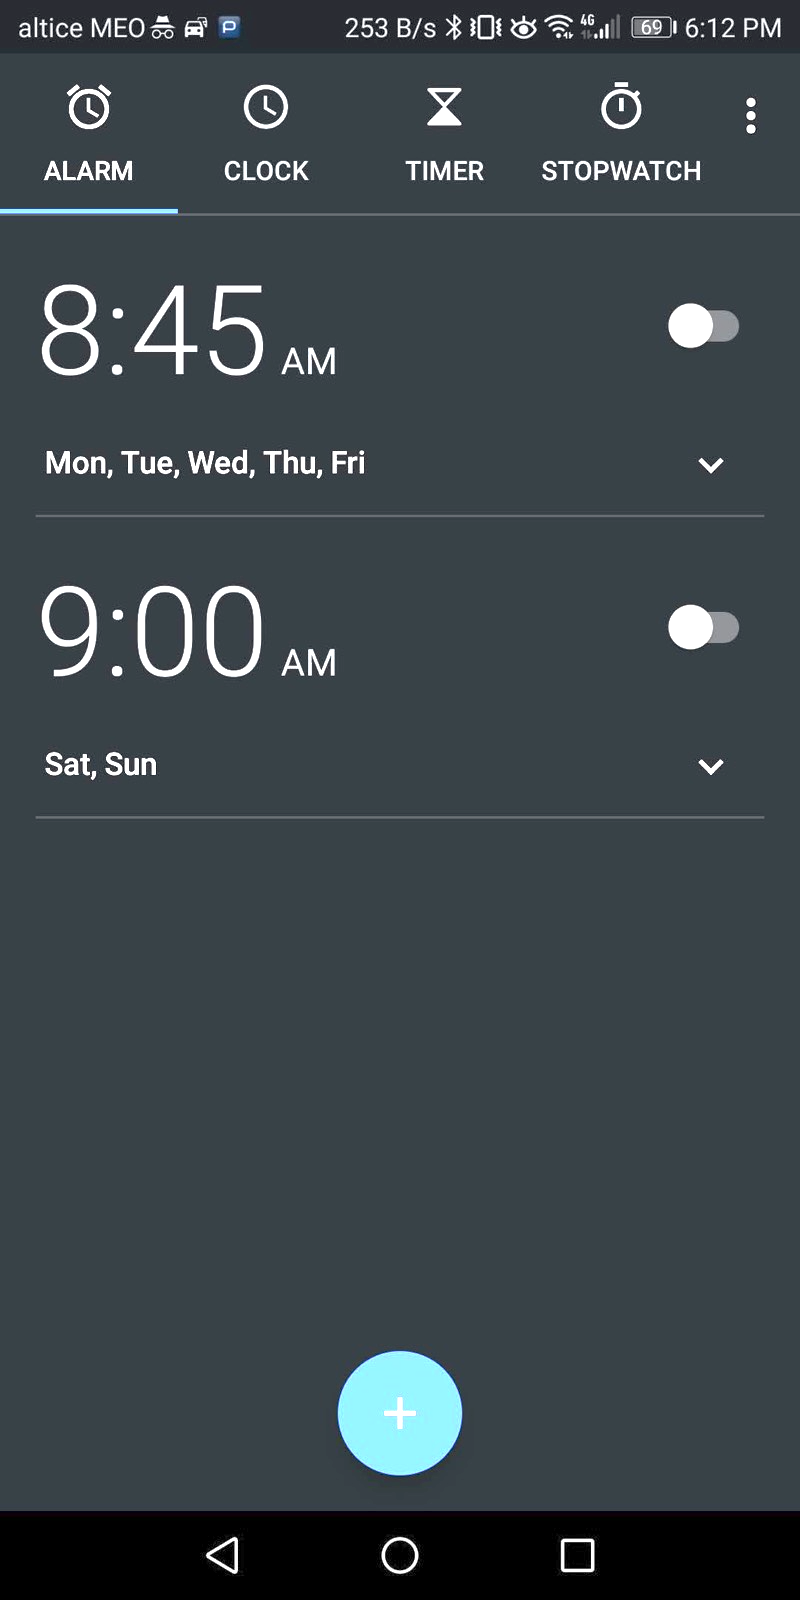 altice MEO P 253 B/s 4G 69 6:12 PM
ALARM CLOCK TIMER STOPWATCH
8:45 AM
Mon, Tue, Wed, Thu, Fri
9:00 AM
Sat, Sun